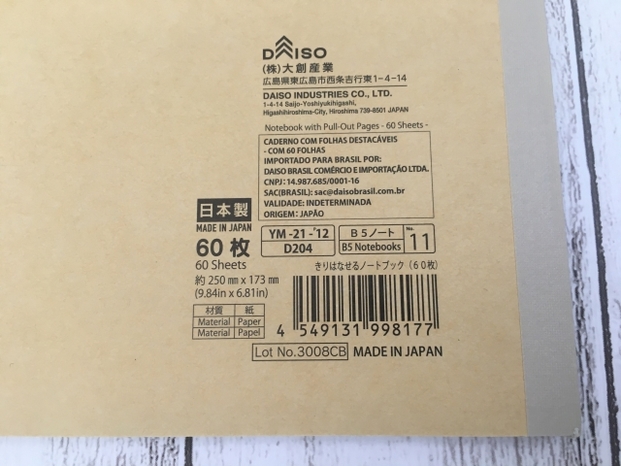 DAISO
(株)大創産業
広島県東広島市西条吉行東1-4-14
DAISO INDUSTRIES CO., LTD.
1-4-14 Saijo-Yoshiyukihigashi,
Higashihiroshima-City, Hiroshima 739-8501 JAPAN
Notebook with Pull-Out Pages - 60 Sheets -
CADERNO COM FOLHAS DESTACÁVEIS
- COM 60 FOLHAS
IMPORTADO PARA BRASIL POR:
DAISO BRASIL COMÉRCIO E IMPORTAÇÃO LTDA.
CNPJ: 14.987.685/0001-16
SAC(BRASIL): sac@daisobrasil.com.br
VALIDADE: INDETERMINADA
ORIGEM: JAPÃO
日本製
MADE IN JAPAN
60枚
60 Sheets
約 250 mm x 173 mm
(9.84in x 6.81in)
材質 紙
Material Paper
Material Papel
YM -21 -'12
D204
B5ノート
B5 Notebooks
No. 11
きりはなせるノートブック(60枚)
4 549131 998177
Lot No.3008CB MADE IN JAPAN